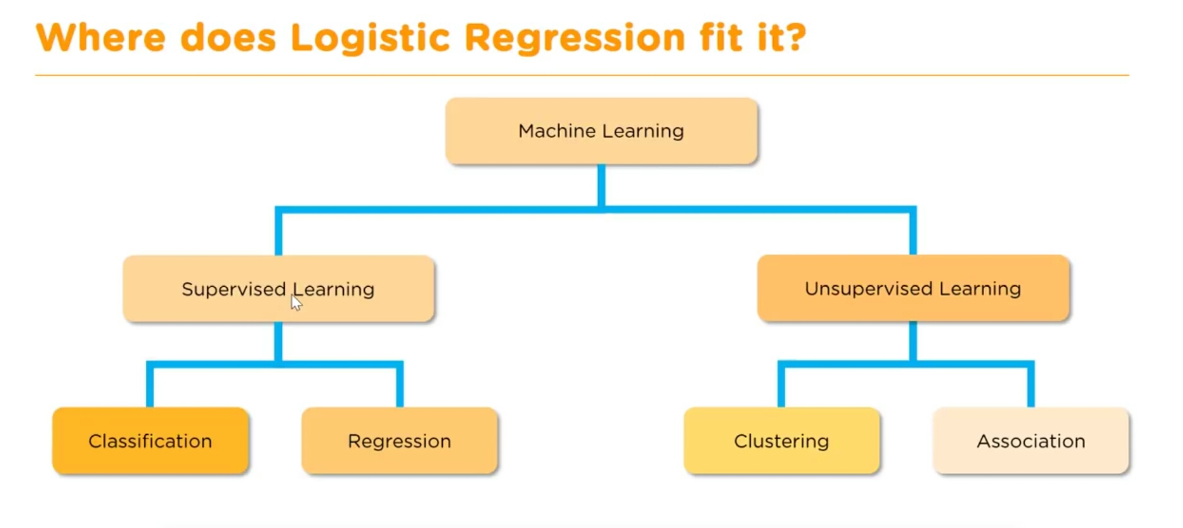 Where does Logistic Regression fit it?
Machine Learning
Supervised Learning
Unsupervised Learning
Classification
Regression
Clustering
Association